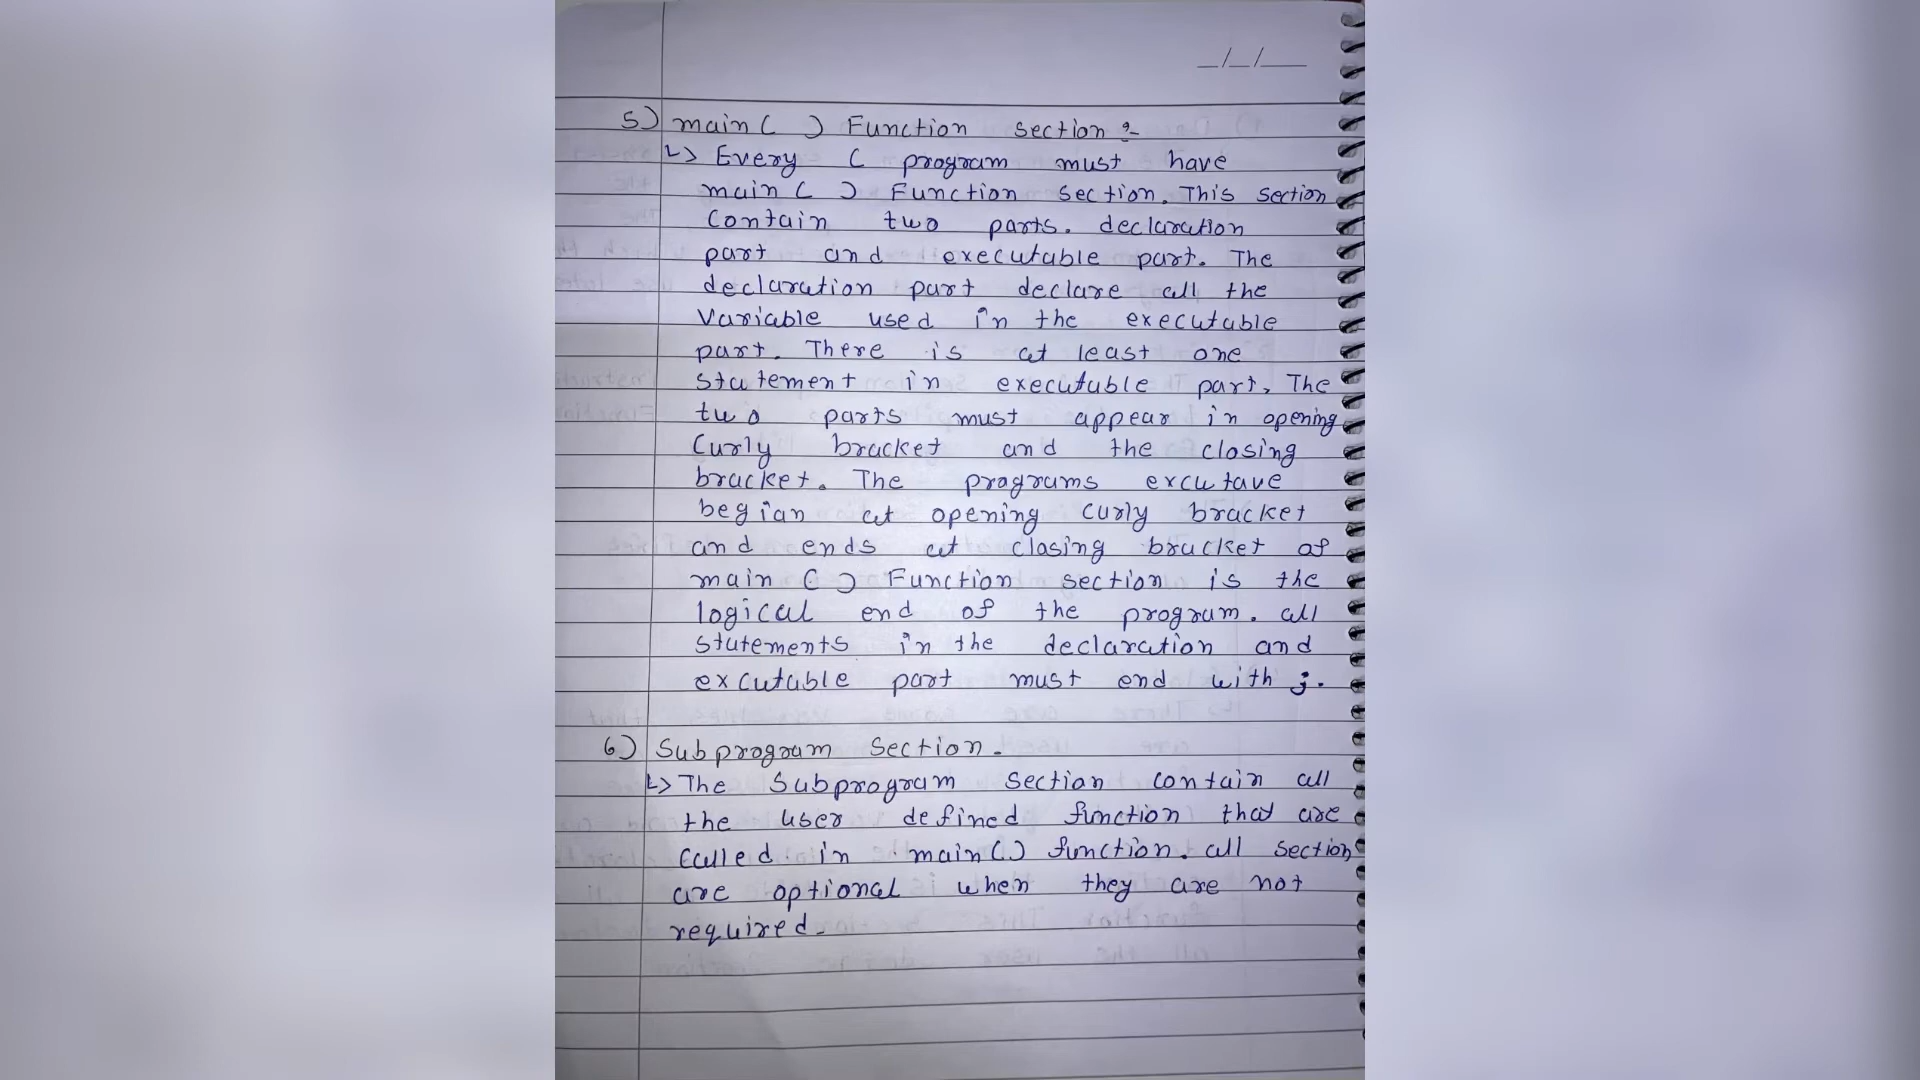 _/_/__
5) main ( ) Function section :-
↳ Every C program must have
main ( ) Function section. This section
contain two parts. declaration
part and executable part. The
declaration part declare all the
variable used in the executable
part. There is at least one
statement in executable part. The
two parts must appear in opening
curly bracket and the closing
bracket. The programs excutave
begian at opening curly bracket
and ends at closing bracket of
main ( ) Function section is the
logical end of the program. all
statements in the declaration and
excutable part must end with ;.
6) Subprogram Section.
↳ The Subprogram section contain all
the user defined function that are
called in main(.) function. all section
are optional when they are not
required.